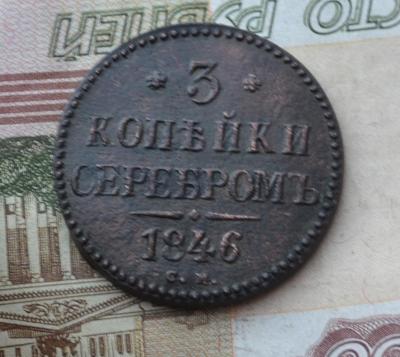 СТО РУБЛЕЙ
3
КОПѢЙКИ
СЕРЕБРОМЪ
1846
С. М.